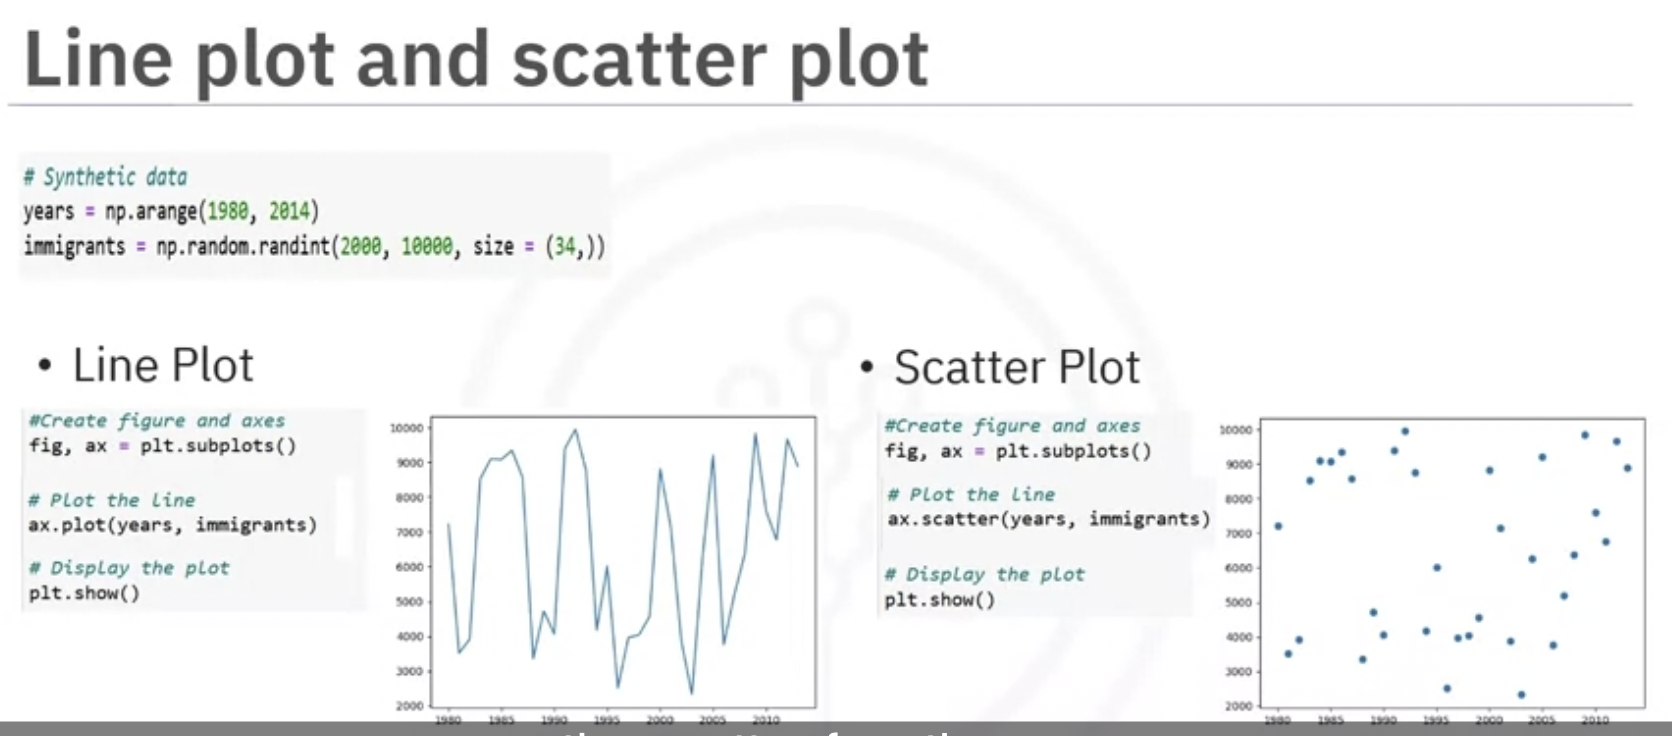 Line plot and scatter plot
# Synthetic data
years = np.arange(1980, 2014)
immigrants = np.random.randint(2000, 10000, size = (34,))
• Line Plot
#Create figure and axes
fig, ax = plt.subplots()
# Plot the line
ax.plot(years, immigrants)
# Display the plot
plt.show()
10000
9000
8000
7000
6000
5000
4000
3000
2000
1980 1985 1990 1995 2000 2005 2010
• Scatter Plot
#Create figure and axes
fig, ax = plt.subplots()
# Plot the line
ax.scatter(years, immigrants)
# Display the plot
plt.show()
10000
9000
8000
7000
6000
5000
4000
3000
2000
1980 1985 1990 1995 2000 2005 2010